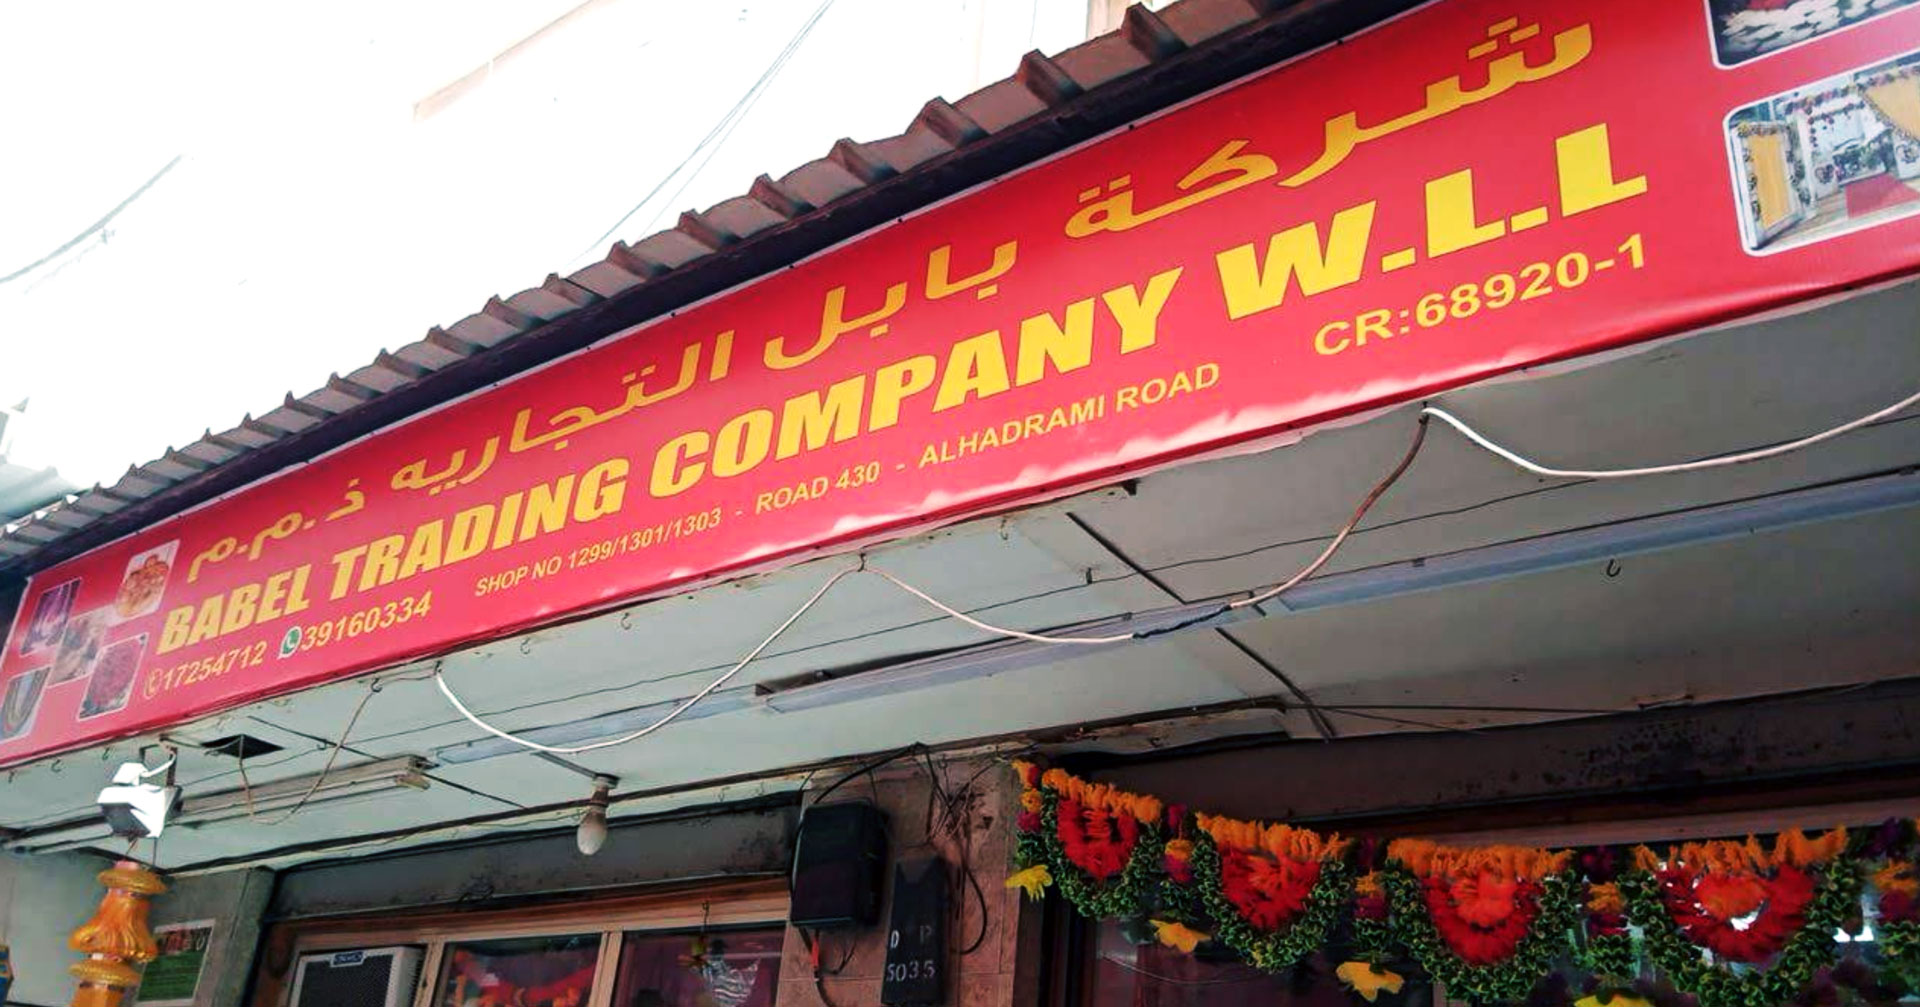 شركة بابل التجاريه ذ.م.م
BABEL TRADING COMPANY W.L.L
17254712 39160334 SHOP NO 1299/1301/1303 - ROAD 430 - ALHADRAMI ROAD CR:68920-1
D P
5035